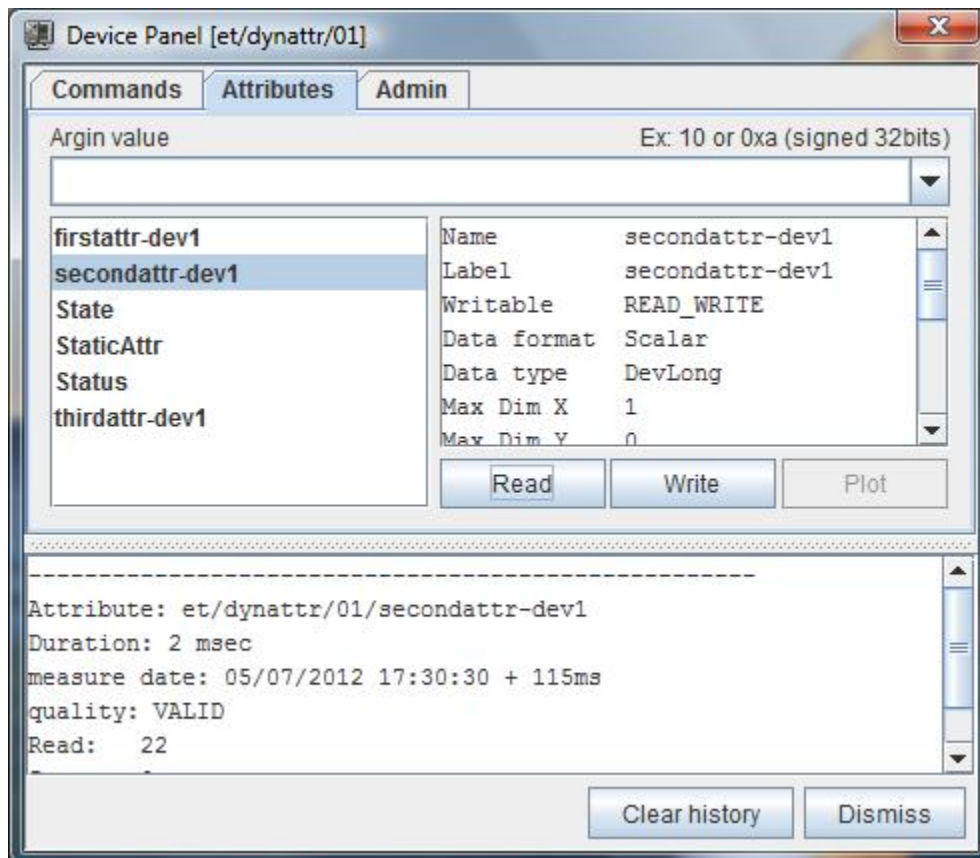 Device Panel [et/dynattr/01]
Commands Attributes Admin
Argin value Ex: 10 or 0xa (signed 32bits)
firstattr-dev1
secondattr-dev1
State
StaticAttr
Status
thirdattr-dev1
Name secondattr-dev1
Label secondattr-dev1
Writable READ_WRITE
Data format Scalar
Data type DevLong
Max Dim X 1
Max Dim Y 0
Read Write Plot
----------------------------------------------------
Attribute: et/dynattr/01/secondattr-dev1
Duration: 2 msec
measure date: 05/07/2012 17:30:30 + 115ms
quality: VALID
Read: 22
Clear history Dismiss